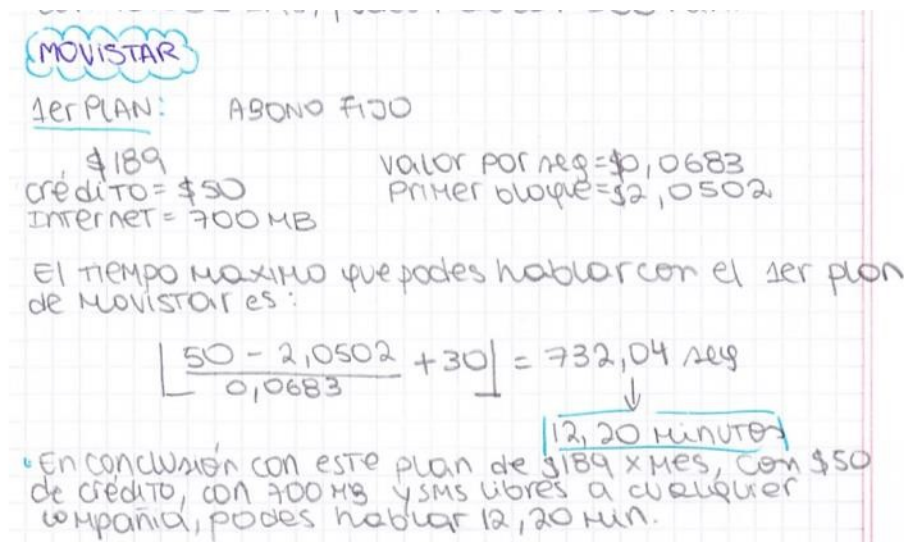 MOVISTAR
1er PLAN: ABONO FIJO
$189
crédito = $50
Internet = 700 MB
valor por seg = $0,0683
Primer bloque = $2,0502
El tiempo maximo que podes hablar con el 1er plan
de Movistar es:
⌊(50 - 2,0502)/0,0683 + 30⌋ = 732,04 seg
12,20 minutos
En conclusión con este plan de $189 x mes, con $50
de crédito, con 700 MB y sms libres a cualquier
compañia, podes hablar 12,20 min.